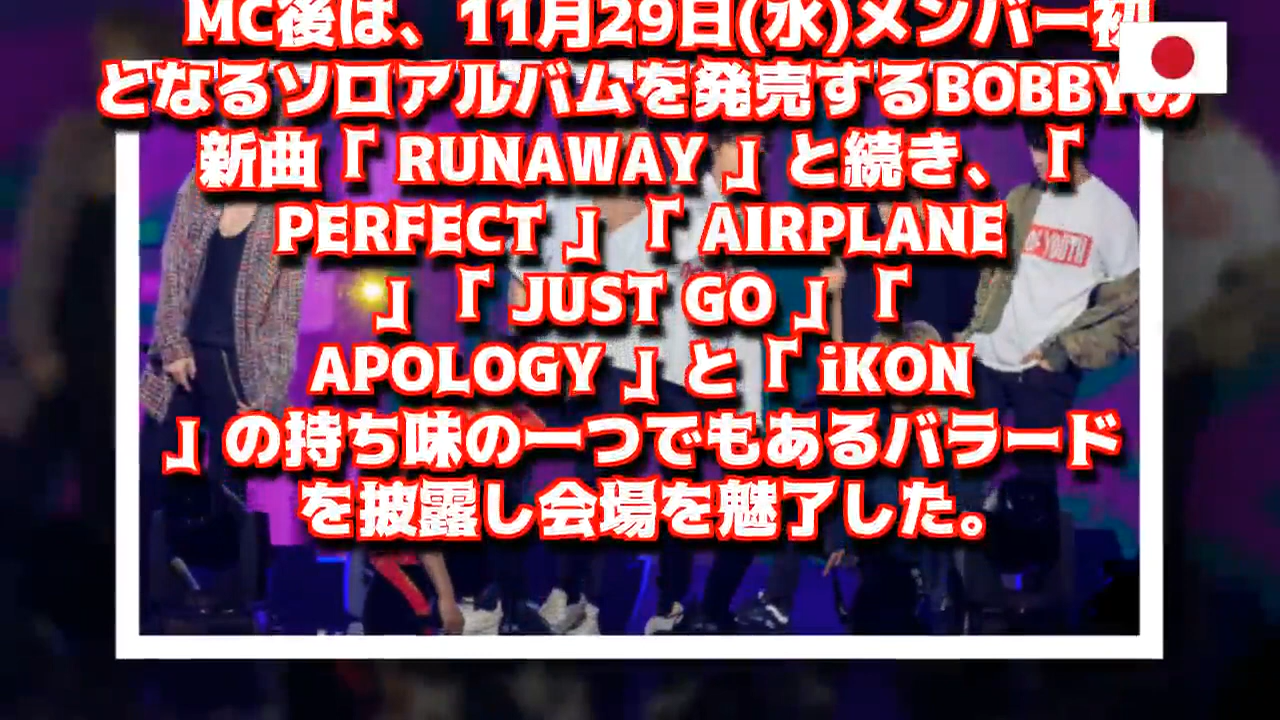 MC後は、11月29日(水)メンバー初
となるソロアルバムを発売するBOBBYの
新曲「 RUNAWAY 」と続き、「
PERFECT 」「 AIRPLANE
」「 JUST GO 」「
APOLOGY 」と「 iKON
」の持ち味の一つでもあるバラード
を披露し会場を魅了した。
YOUTH